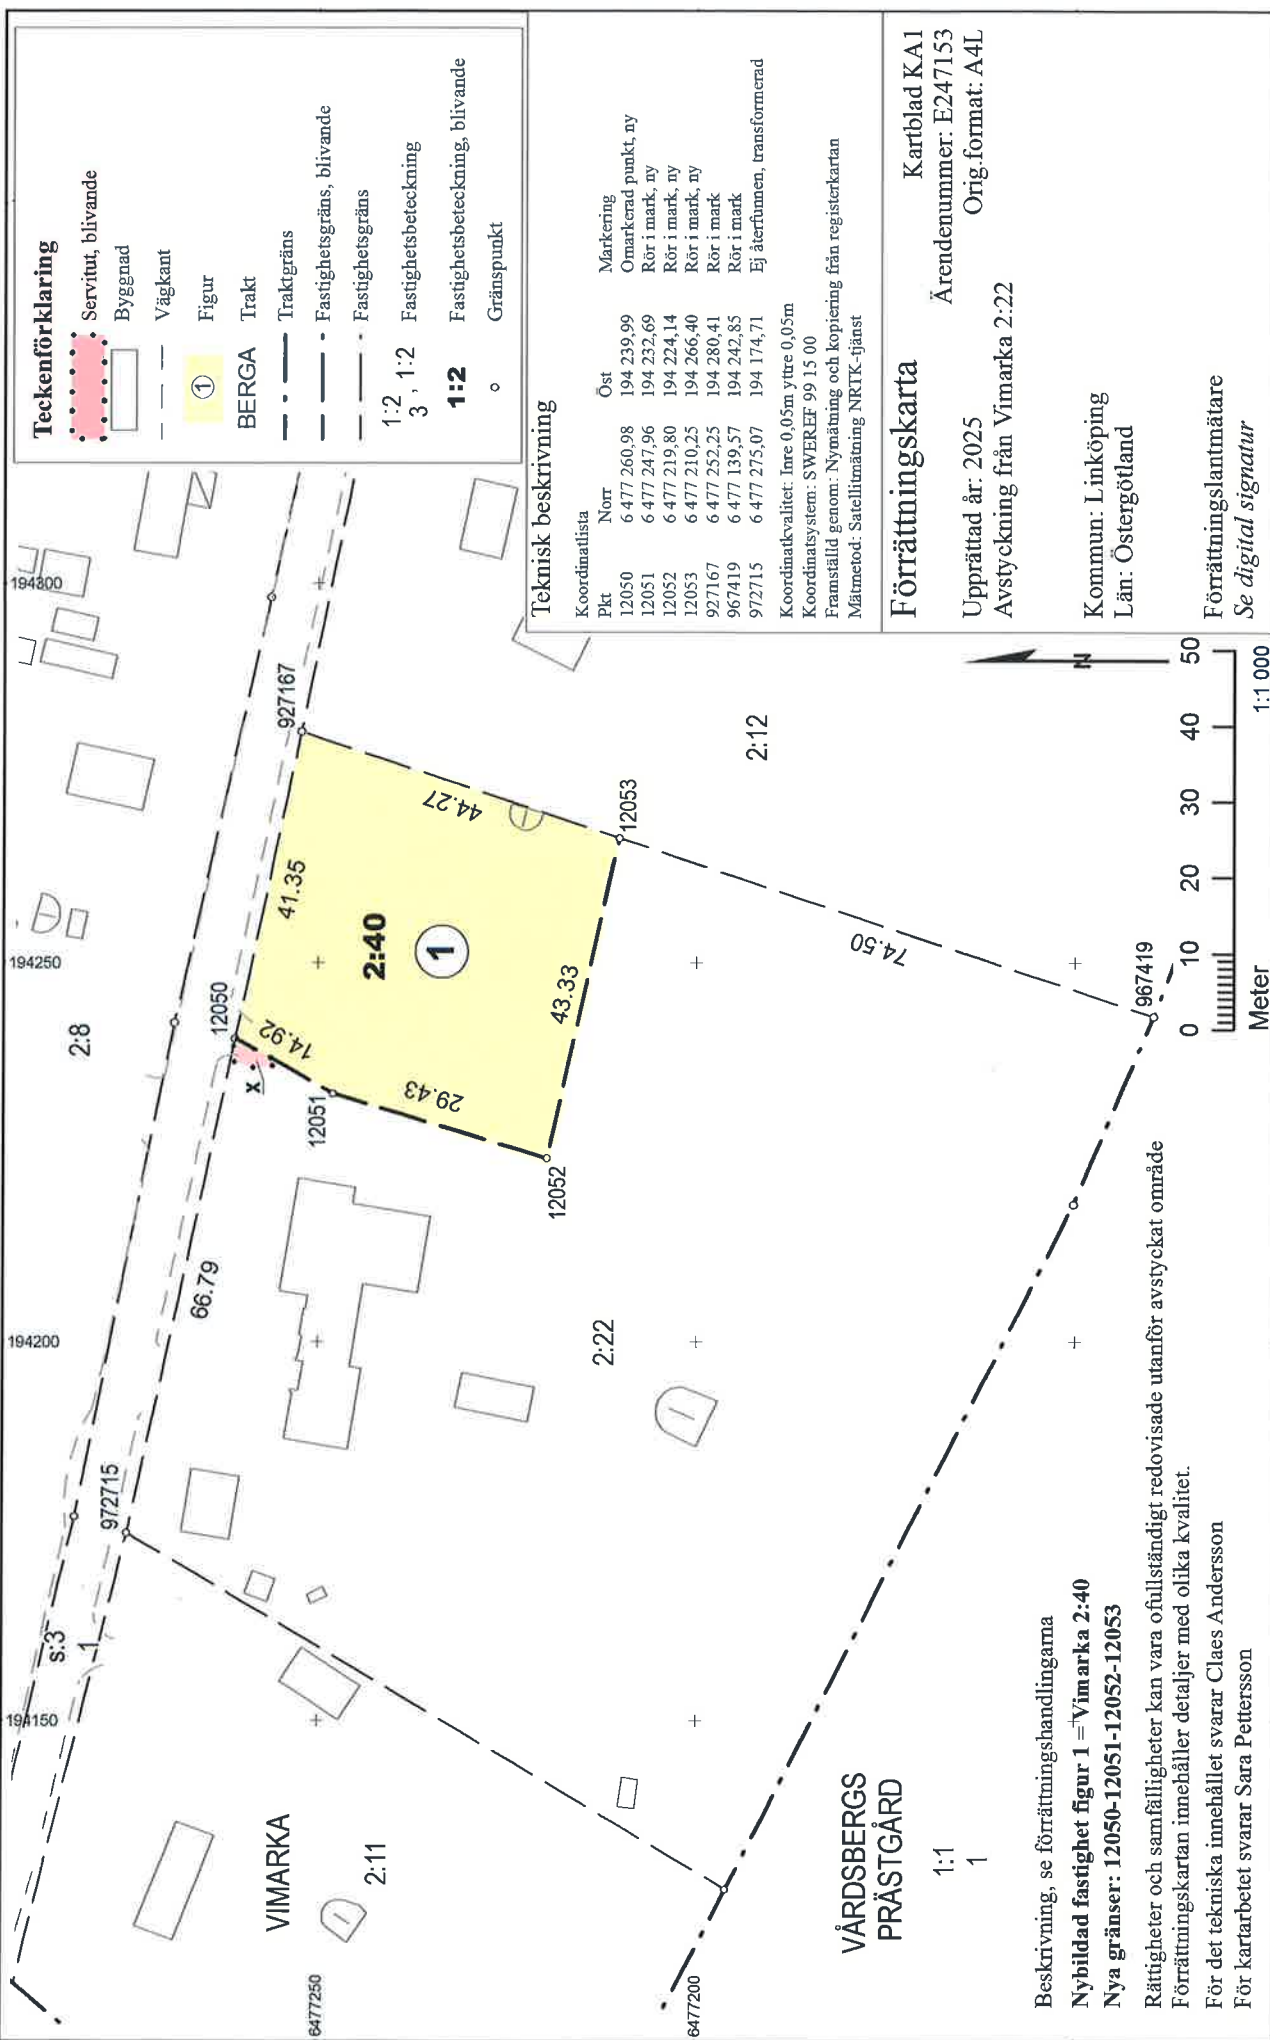 Teckenförklaring
Servitut, blivande
Byggnad
Vägkant
1 Figur
BERGA Trakt
Traktgräns
Fastighetsgräns, blivande
Fastighetsgräns
1:2
3 , 1:2 Fastighetsbeteckning
1:2 Fastighetsbeteckning, blivande
Gränspunkt
Teknisk beskrivning
Koordinatlista
Pkt Norr Öst Markering
12050 6 477 260,98 194 239,99 Omarkerad punkt, ny
12051 6 477 247,96 194 232,69 Rör i mark, ny
12052 6 477 219,80 194 224,14 Rör i mark, ny
12053 6 477 210,25 194 266,40 Rör i mark, ny
927167 6 477 252,25 194 280,41 Rör i mark
967419 6 477 139,57 194 242,85 Rör i mark
972715 6 477 275,07 194 174,71 Ej återfunnen, transformerad
Koordinatkvalitet: Inre 0,05m yttre 0,05m
Koordinatsystem: SWEREF 99 15 00
Framställd genom: Nymätning och kopiering från registerkartan
Mätmetod: Satellitmätning NRTK-tjänst
Förrättningskarta Kartblad KA1
Ärendenummer: E247153
Upprättad år: 2025 Orig.format: A4L
Avstyckning från Vimarka 2:22
Kommun: Linköping
Län: Östergötland
Förrättningslantmätare
Se digital signatur
194150
194200
194250
194300
6477250
6477200
s:3
1
972715
66.79
2:8
12050
x
14.92
12051
29.43
12052
41.35
2:40
1
43.33
927167
44.27
12053
2:12
74.50
967419
2:22
VIMARKA
2:11
VÅRDSBERGS
PRÄSTGÅRD
1:1
1
N
0 10 20 30 40 50
Meter
1:1 000
Beskrivning, se förrättningshandlingarna
Nybildad fastighet figur 1 = Vimarka 2:40
Nya gränser: 12050-12051-12052-12053
Rättigheter och samfälligheter kan vara ofullständigt redovisade utanför avstyckat område
Förrättningskartan innehåller detaljer med olika kvalitet.
För det tekniska innehållet svarar Claes Andersson
För kartarbetet svarar Sara Pettersson